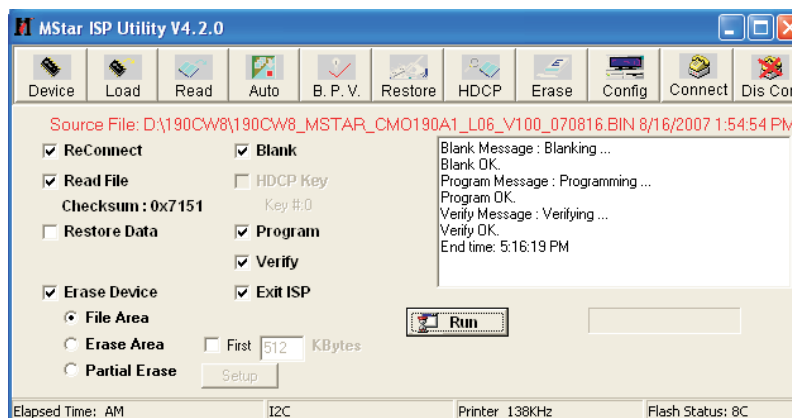 MStar ISP Utility V4.2.0
Device Load Read Auto B. P. V. Restore HDCP Erase Config Connect Dis Con
Source File: D:\190CW8\190CW8_MSTAR_CMO190A1_L06_V100_070816.BIN 8/16/2007 1:54:54 PM
ReConnect
Blank
Read File
HDCP Key
Checksum : 0x7151
Key #:0
Restore Data
Program
Verify
Erase Device
Exit ISP
File Area
Erase Area
First 512 KBytes
Partial Erase
Setup
Blank Message : Blanking ...
Blank OK.
Program Message : Programming ...
Program OK.
Verify Message : Verifying ...
Verify OK.
End time: 5:16:19 PM
Run
Elapsed Time: AM
I2C
Printer 138KHz
Flash Status: 8C